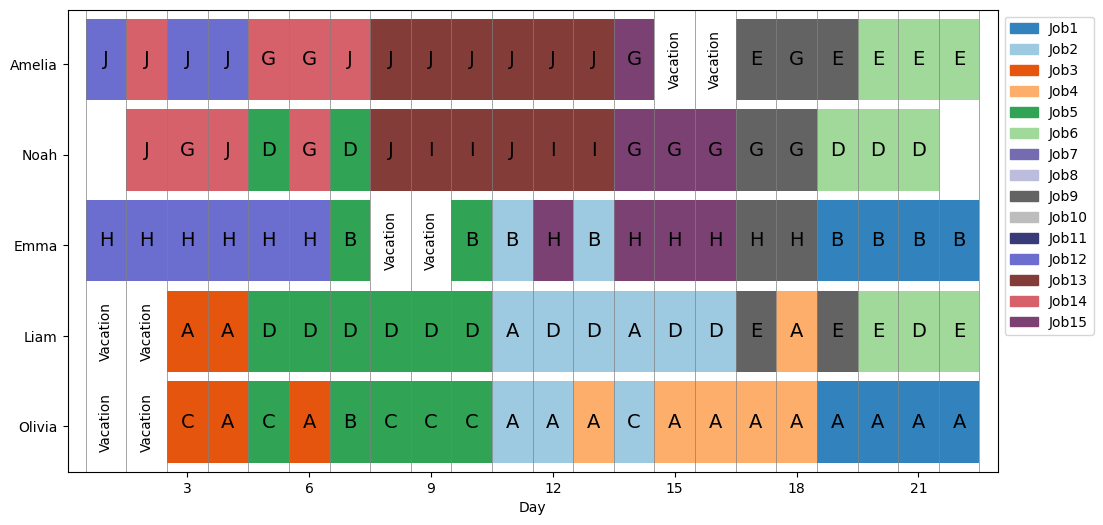 Amelia J J J J G G J J J J J J J G Vacation Vacation E G E E E E
Noah J G J D G D J I I J I I G G G G G D D D
Emma H H H H H H B Vacation Vacation B B H B H H H H H B B B B
Liam Vacation Vacation A A D D D D D D A D D A D D E A E E D E
Olivia Vacation Vacation C A C A B C C C A A A C A A A A A A A A
3 6 9 12 15 18 21
Day
Job1
Job2
Job3
Job4
Job5
Job6
Job7
Job8
Job9
Job10
Job11
Job12
Job13
Job14
Job15